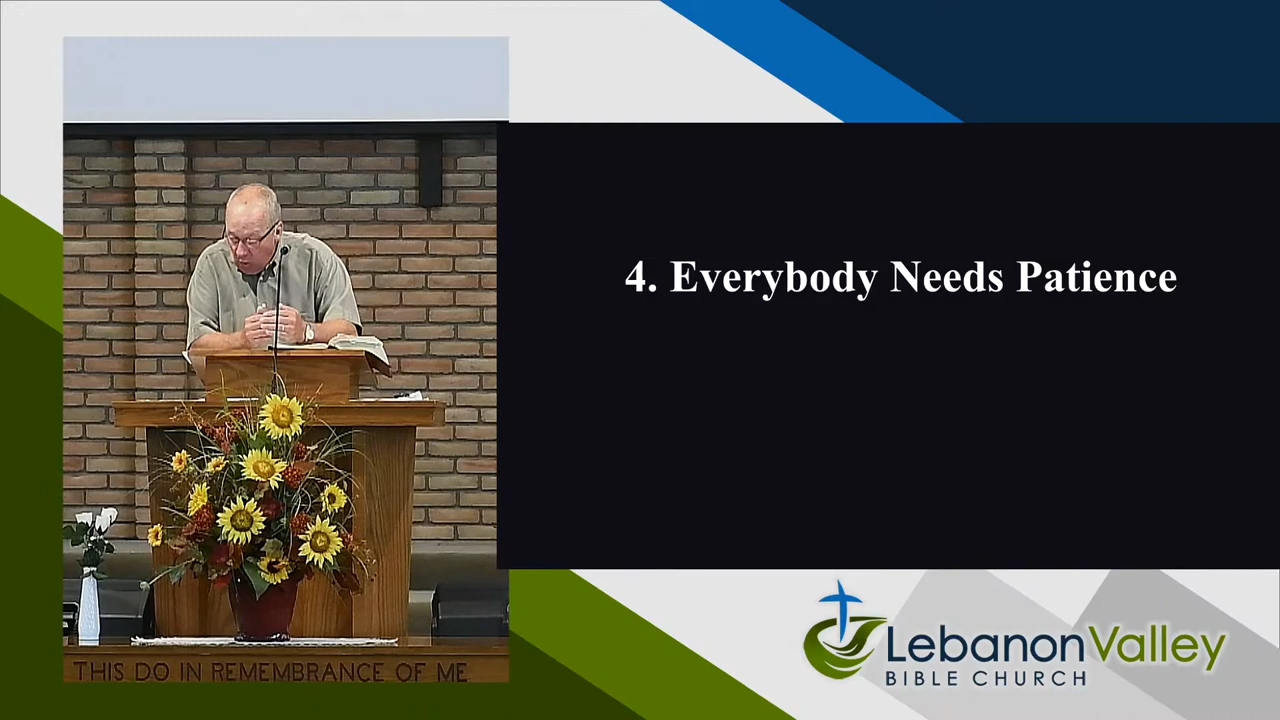 4. Everybody Needs Patience
THIS DO IN REMEMBRANCE OF ME
LebanonValley
BIBLE CHURCH